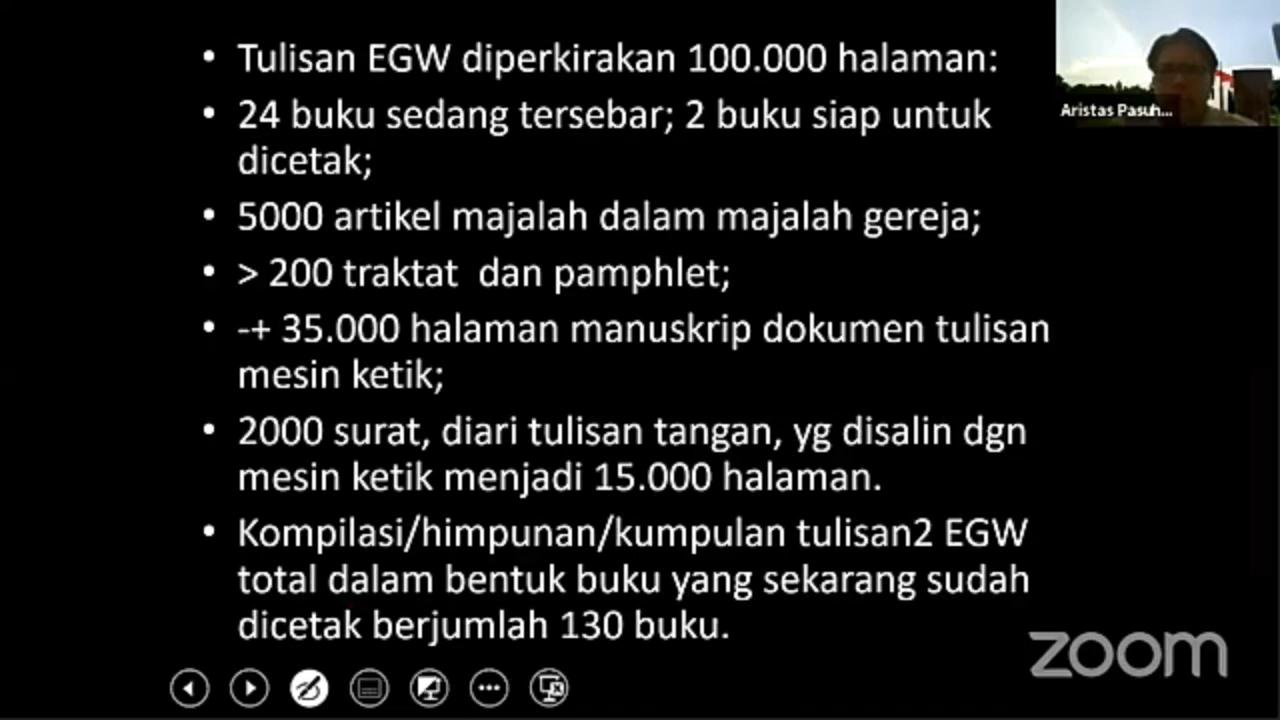 • Tulisan EGW diperkirakan 100.000 halaman:
• 24 buku sedang tersebar; 2 buku siap untuk
dicetak;
• 5000 artikel majalah dalam majalah gereja;
• > 200 traktat  dan pamphlet;
• -+ 35.000 halaman manuskrip dokumen tulisan
mesin ketik;
• 2000 surat, diari tulisan tangan, yg disalin dgn
mesin ketik menjadi 15.000 halaman.
• Kompilasi/himpunan/kumpulan tulisan2 EGW
total dalam bentuk buku yang sekarang sudah
dicetak berjumlah 130 buku.
Aristas Pasuh...
zoom